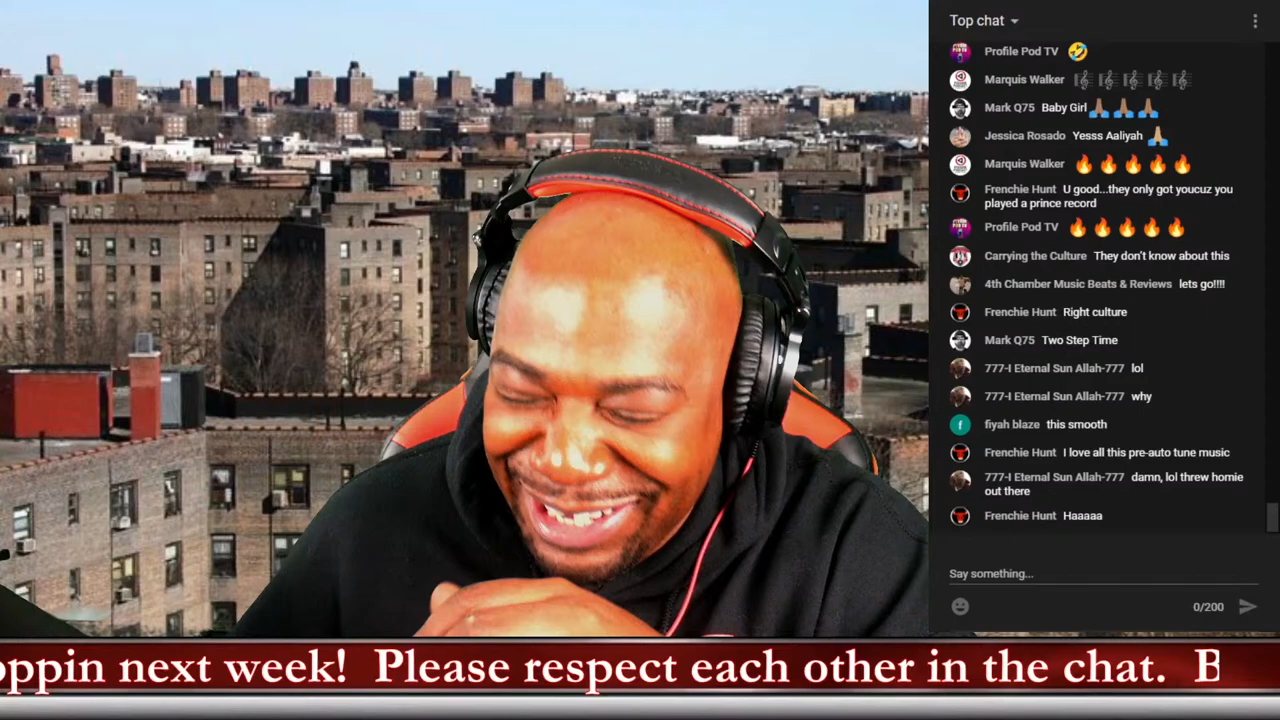 Top chat
Profile Pod TV 🤣
Marquis Walker 🎼🎼🎼🎼🎼
Mark Q75 Baby Girl🙏🏽🙏🏽🙏🏽
Jessica Rosado Yesss Aaliyah 🙏🏼
Marquis Walker 🔥🔥🔥🔥🔥
Frenchie Hunt U good...they only got youcuz you
played a prince record
Profile Pod TV 🔥🔥🔥🔥🔥
Carrying the Culture They don't know about this
4th Chamber Music Beats & Reviews lets go!!!!
Frenchie Hunt Right culture
Mark Q75 Two Step Time
777-I Eternal Sun Allah-777 lol
777-I Eternal Sun Allah-777 why
f
fiyah blaze this smooth
Frenchie Hunt I love all this pre-auto tune music
777-I Eternal Sun Allah-777 damn, lol threw homie
out there
Frenchie Hunt Haaaaa
Say something...
0/200
oppin next week! Please respect each other in the chat. B